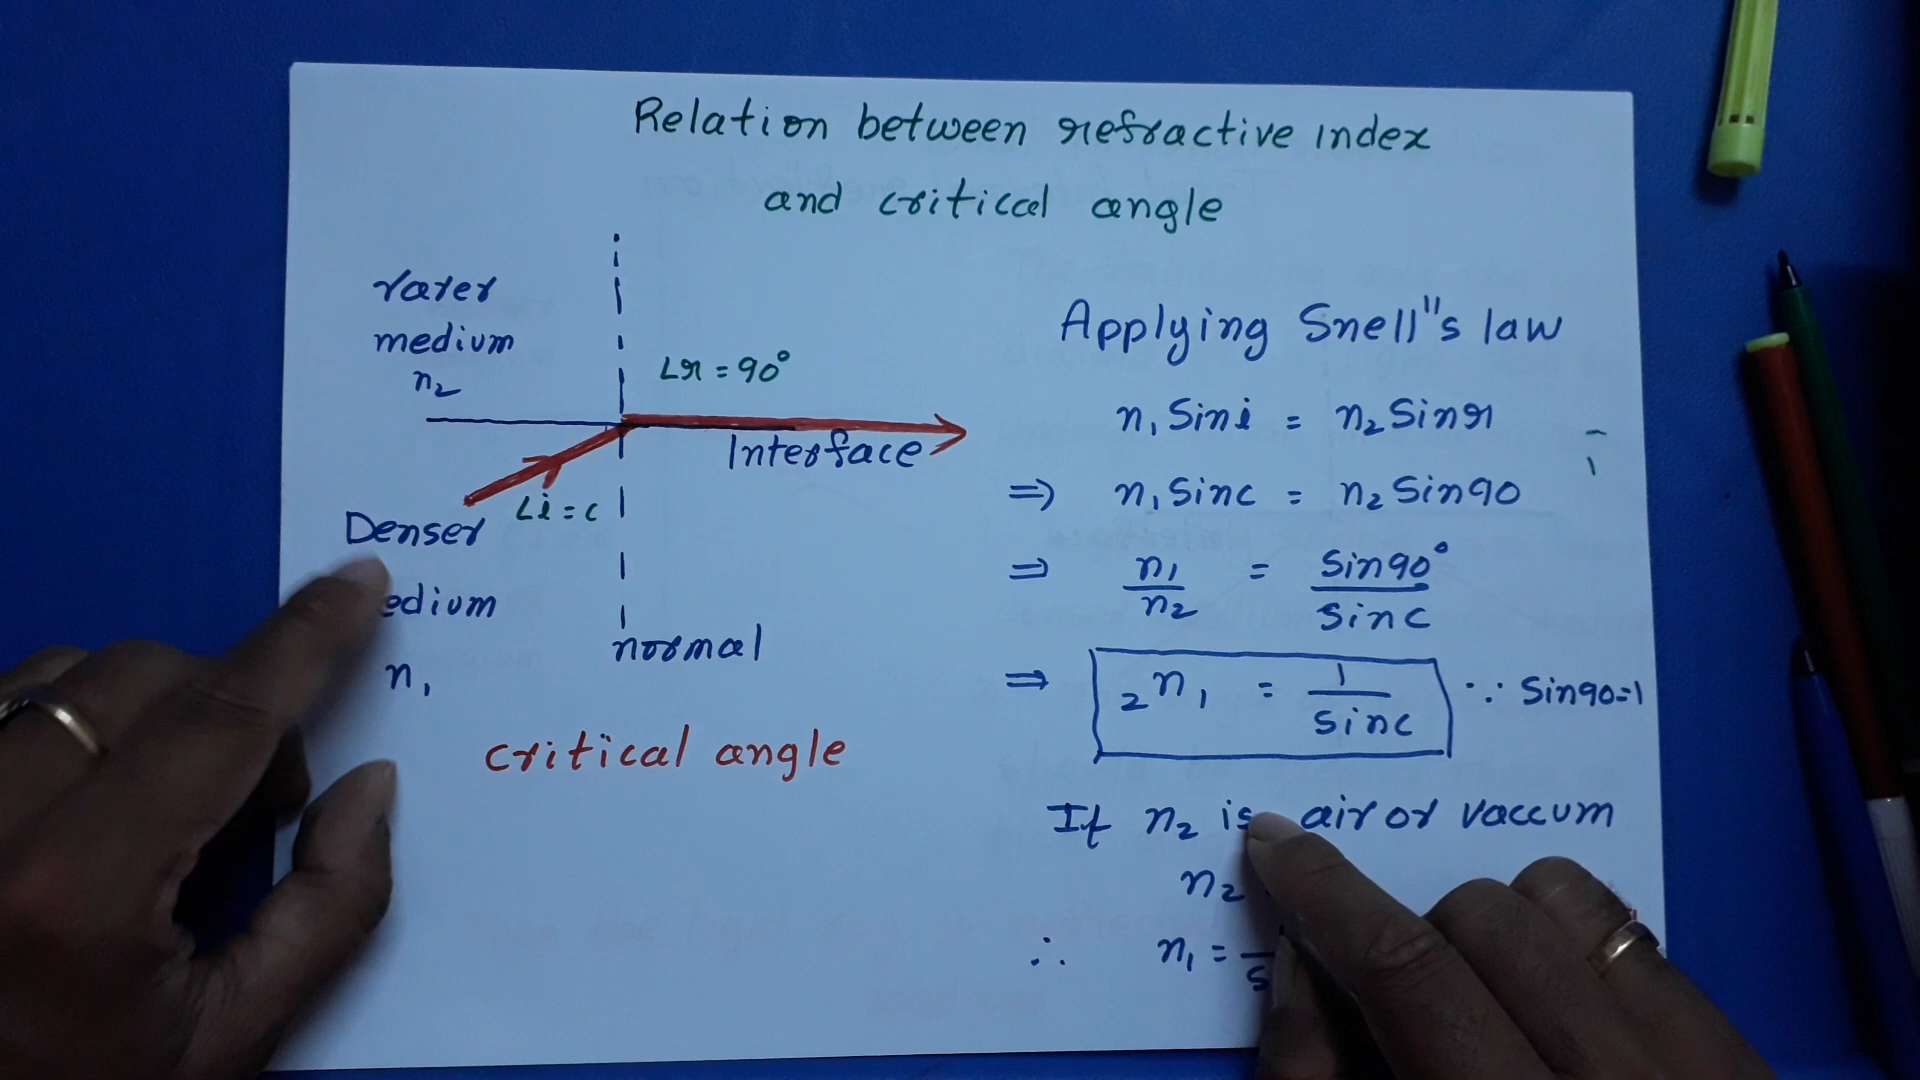 Relation between refractive index
and critical angle
rarer
medium
n₂
∠r = 90°
Interface
∠i = c
Denser
edium
n₁
normal
critical angle
Applying Snell"s law
n₁ Sin i = n₂ Sin r
⇒ n₁ Sin c = n₂ Sin 90
⇒ n₁/n₂ = Sin 90°/Sin c
⇒ ₂n₁ = 1/Sin c ∵ Sin 90=1
If n₂ is air or vaccum
n₂
∴ n₁ =